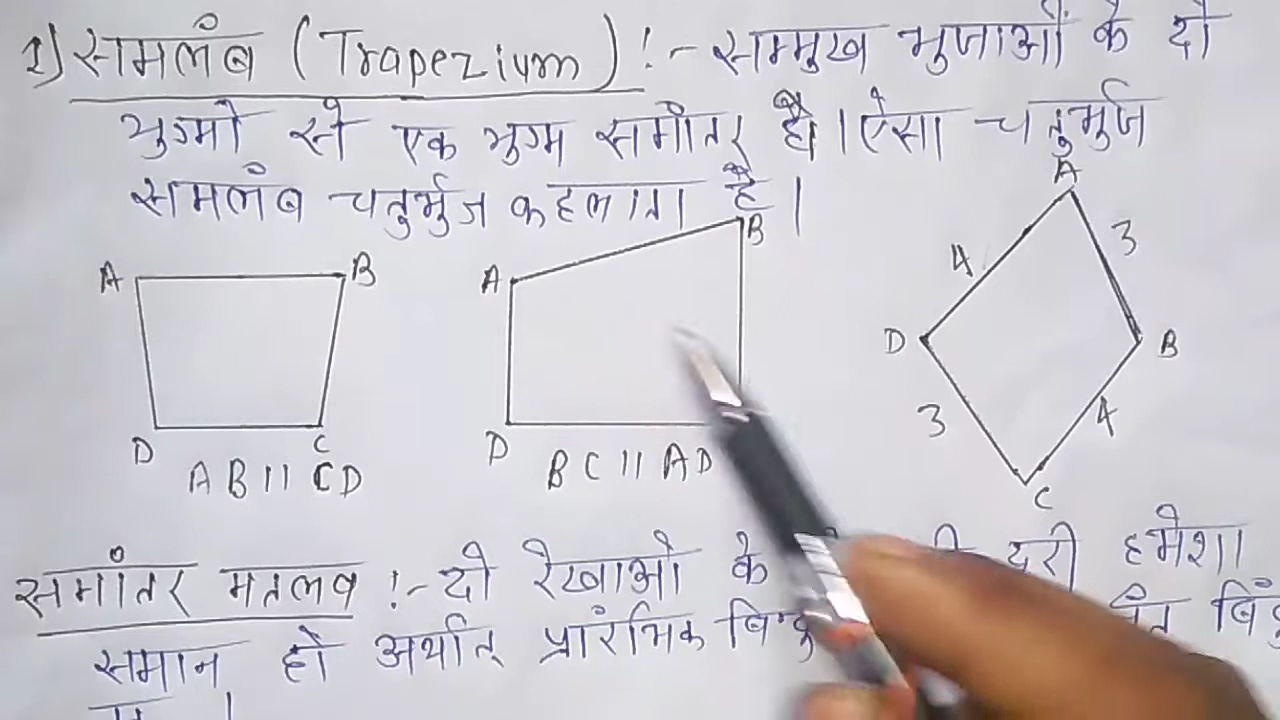 1) समलंब (Trapezium) :- सम्मुख भुजाओं के दो
युग्मो से एक युग्म समांतर है। ऐसा चतुर्भुज
समलंब चतुर्भुज कहलाता है।
A B
D C
AB || CD
A B
D
BC || AD
A
4 3
D B
3 4
C
समांतर मतलब :- दो रेखाओ के दूरी हमेशा
समान हो अर्थात् प्रारंभिक बिन्दु